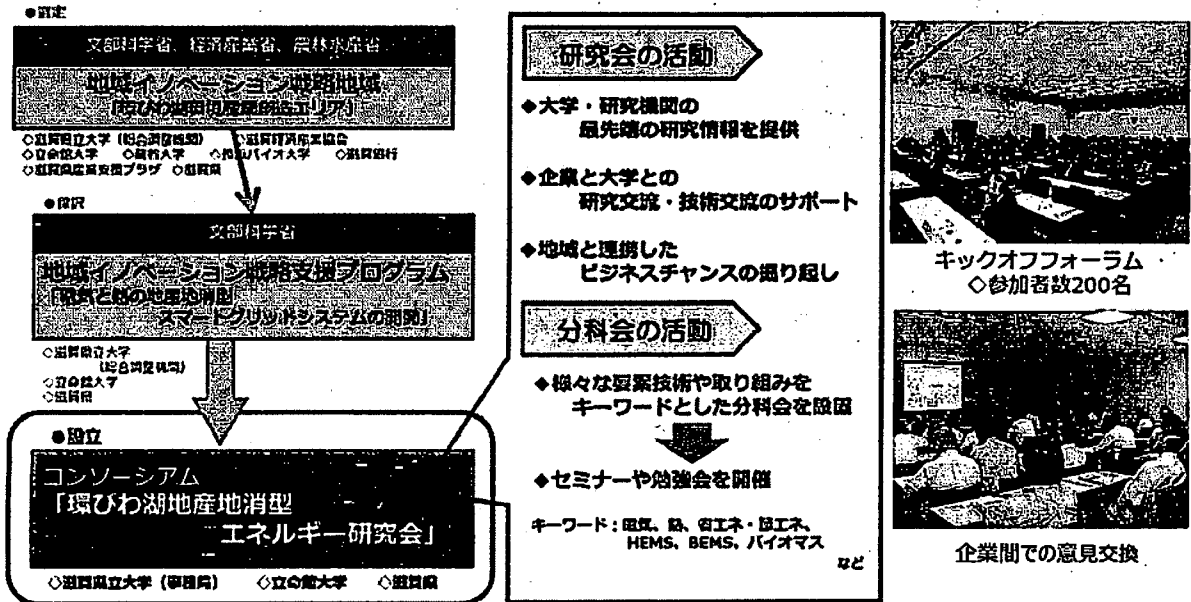 ●選定
文部科学省、経済産業省、農林水産省
地域イノベーション戦略地域
◇滋賀県立大学（総合調整機関） ◇滋賀経済産業協会
◇立命館大学 ◇龍谷大学 ◇長浜バイオ大学 ◇滋賀銀行
◇滋賀県産業支援プラザ ◇滋賀県
●採択
文部科学省
地域イノベーション戦略支援プログラム
「電気と熱の地産地消型
スマートグリッドシステムの開発」
◇滋賀県立大学
（総合調整機関）
◇立命館大学
◇滋賀県
●設立
コンソーシアム
「環びわ湖地産地消型
エネルギー研究会」
◇滋賀県立大学（事務局） ◇立命館大学 ◇滋賀県
研究会の活動
◆大学・研究機関の
最先端の研究情報を提供
◆企業と大学との
研究交流・技術交流のサポート
◆地域と連携した
ビジネスチャンスの掘り起し
分科会の活動
◆様々な要素技術や取り組みを
キーワードとした分科会を設置
◆セミナーや勉強会を開催
キーワード：電気、熱、省エネ・節エネ、
HEMS、BEMS、バイオマス
など
キックオフフォーラム
◇参加者数200名
企業間での意見交換